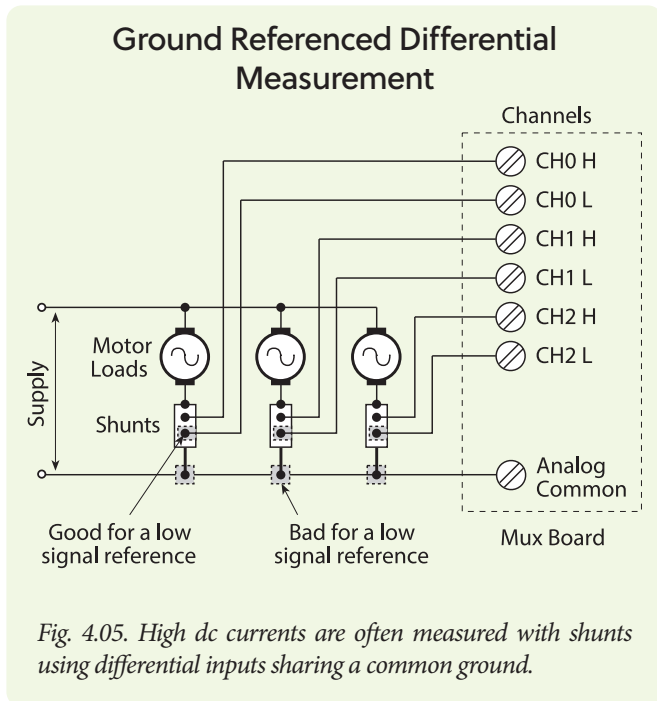 Ground Referenced Differential
Measurement
Channels
CH0 H
CH0 L
CH1 H
CH1 L
CH2 H
CH2 L
Motor
Loads
Supply
Shunts
Analog
Common
Good for a low
signal reference
Bad for a low
signal reference
Mux Board
Fig. 4.05. High dc currents are often measured with shunts
using differential inputs sharing a common ground.